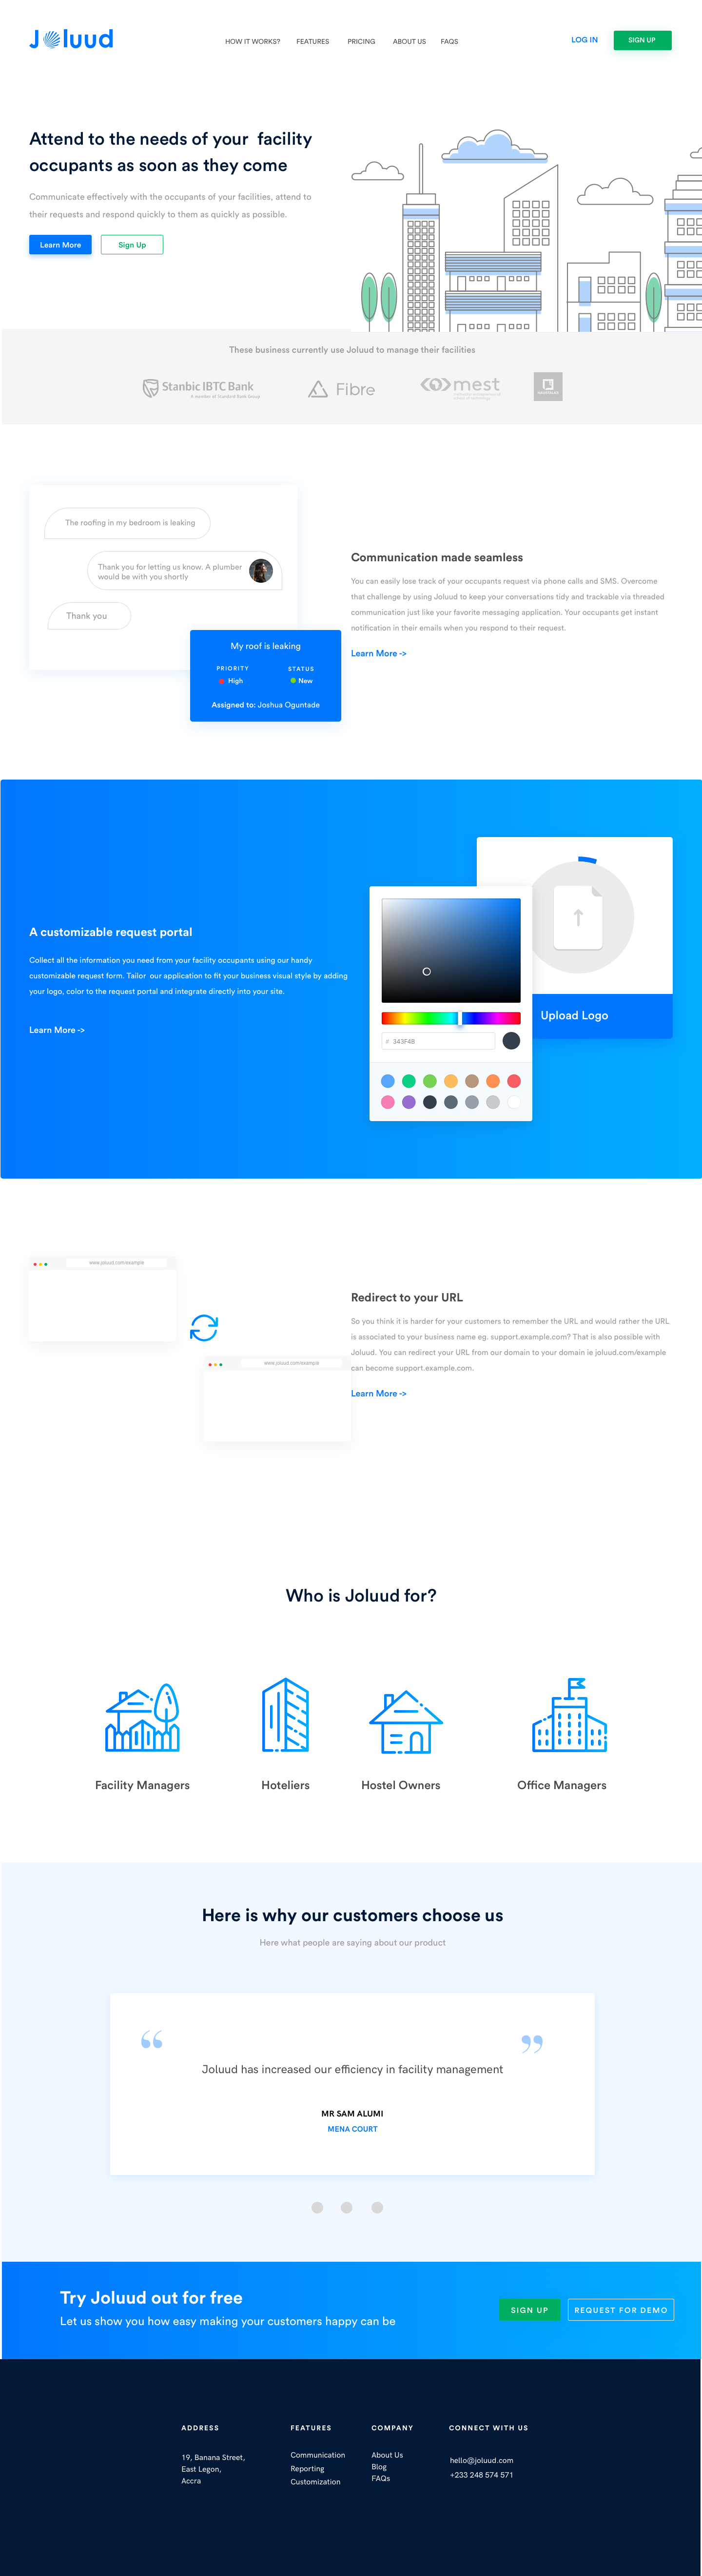 Joluud
HOW IT WORKS? FEATURES PRICING ABOUT US FAQS
LOG IN
SIGN UP
Attend to the needs of your facility
occupants as soon as they come
Communicate effectively with the occupants of your facilities, attend to
their requests and respond quickly to them as quickly as possible.
Learn More
Sign Up
These business currently use Joluud to manage their facilities
Stanbic IBTC Bank
A member of Standard Bank Group
Fibre
mest
The roofing in my bedroom is leaking
Thank you for letting us know. A plumber
would be with you shortly
Thank you
My roof is leaking
PRIORITY STATUS
High New
Assigned to: Joshua Oguntade
Communication made seamless
You can easily lose track of your occupants request via phone calls and SMS. Overcome
that challenge by using Joluud to keep your conversations tidy and trackable via threaded
communication just like your favorite messaging application. Your occupants get instant
notification in their emails when you respond to their request.
Learn More ->
A customizable request portal
Collect all the information you need from your facility occupants using our handy
customizable request form. Tailor our application to fit your business visual style by adding
your logo, color to the request portal and integrate directly into your site.
Learn More ->
# 343F4B
Upload Logo
www.joluud.com/example
www.joluud.com/example
Redirect to your URL
So you think it is harder for your customers to remember the URL and would rather the URL
is associated to your business name eg. support.example.com? That is also possible with
Joluud. You can redirect your URL from our domain to your domain ie joluud.com/example
can become support.example.com.
Learn More ->
Who is Joluud for?
Facility Managers
Hoteliers
Hostel Owners
Office Managers
Here is why our customers choose us
Here what people are saying about our product
“ ”
Joluud has increased our efficiency in facility management
MR SAM ALUMI
MENA COURT
Try Joluud out for free
Let us show you how easy making your customers happy can be
SIGN UP
REQUEST FOR DEMO
ADDRESS
19, Banana Street,
East Legon,
Accra
FEATURES
Communication
Reporting
Customization
COMPANY
About Us
Blog
FAQs
CONNECT WITH US
hello@joluud.com
+233 248 574 571